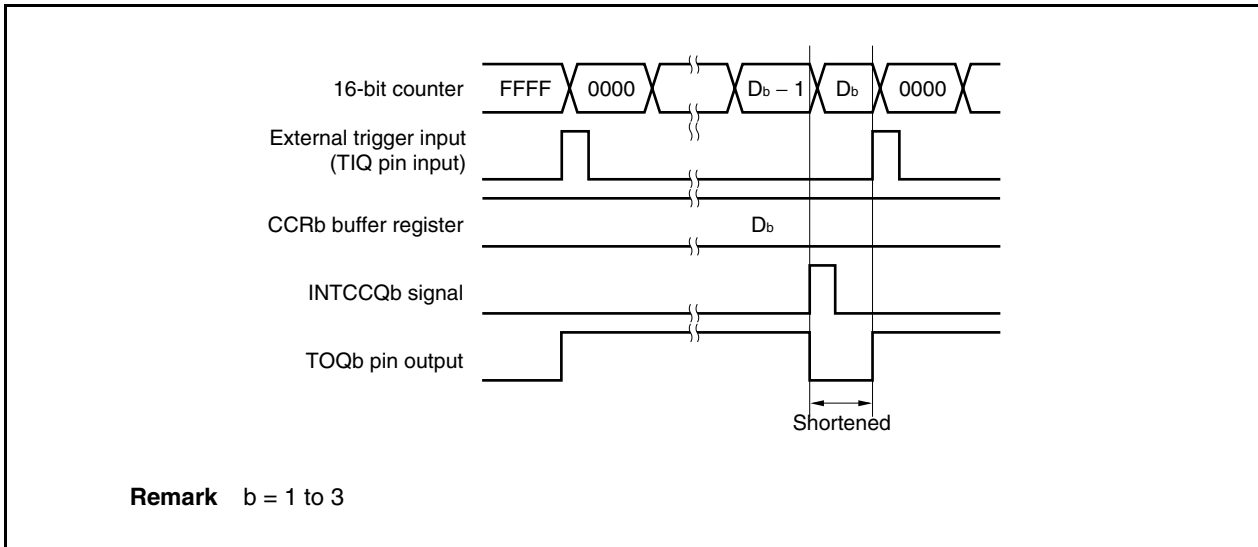 16-bit counter FFFF 0000 Db – 1 Db 0000
External trigger input
(TIQ pin input)
CCRb buffer register Db
INTCCQb signal
TOQb pin output
Shortened
Remark b = 1 to 3